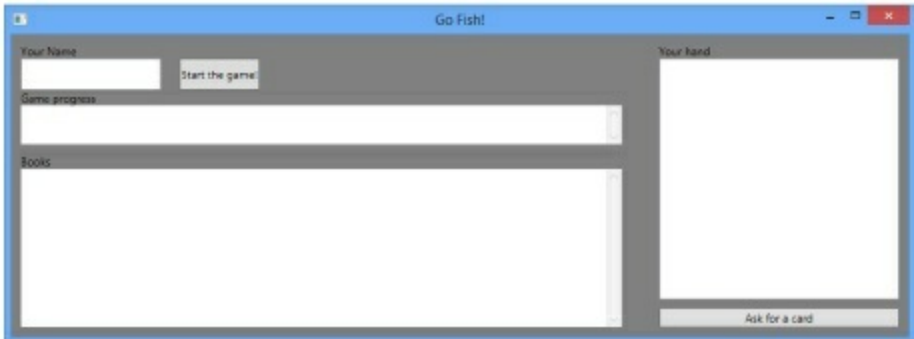 Go Fish!
Your Name
Start the game!
Game progress
Books
Your hand
Ask for a card